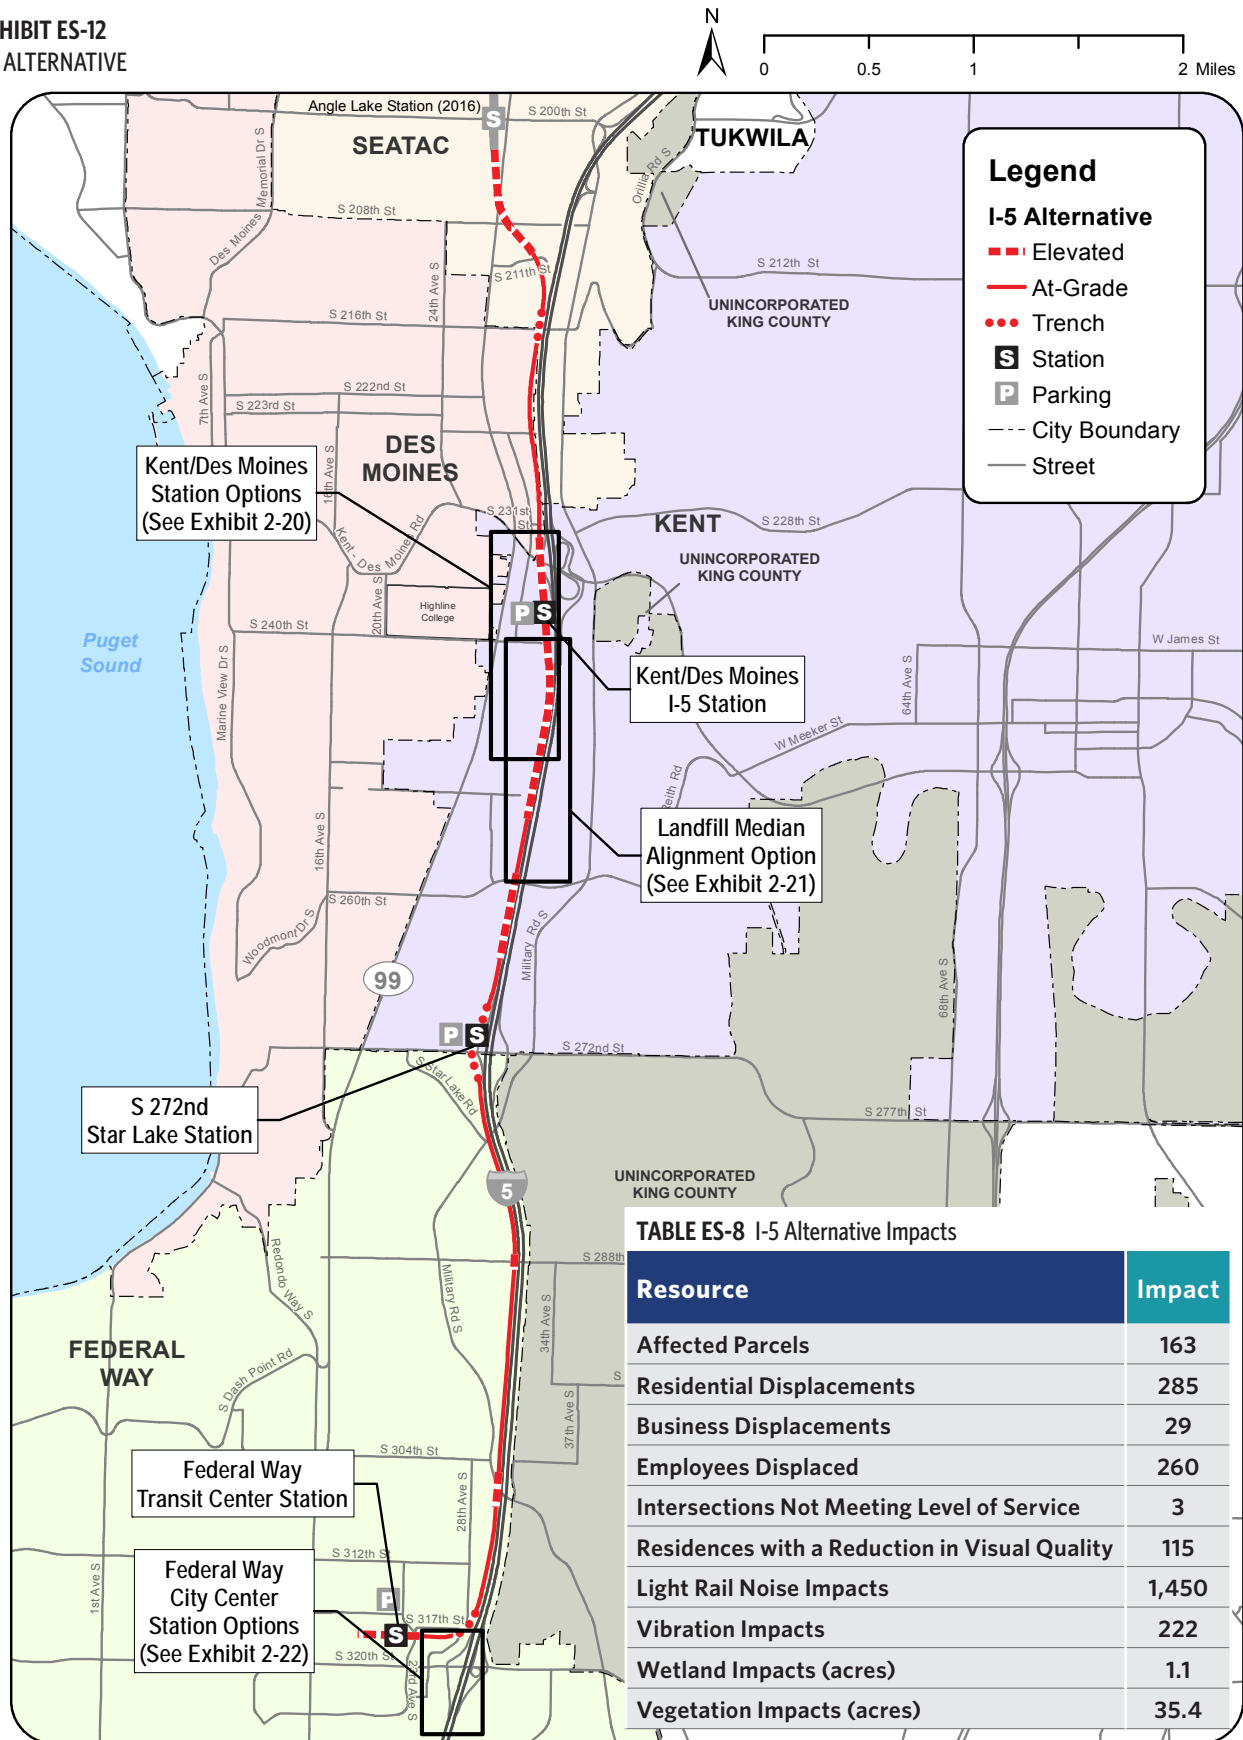 HIBIT ES-12
ALTERNATIVE
N
0 0.5 1 2 Miles
Angle Lake Station (2016)
S
S 200th St
SEATAC
TUKWILA
Des Moines Memorial Dr S
Orillia Rd S
S 208th St
24th Ave S
S 211th St
S 212th St
UNINCORPORATED
KING COUNTY
S 216th St
Legend
I-5 Alternative
Elevated
At-Grade
Trench
S Station
P Parking
City Boundary
Street
7th Ave S
S 222nd St
S 223rd St
DES
MOINES
16th Ave S
Kent/Des Moines
Station Options
(See Exhibit 2-20)
Kent - Des Moines Rd
S 231st
St
KENT
S 228th St
UNINCORPORATED
KING COUNTY
20th Ave S
Highline
College
P S
S 240th St
Puget
Sound
Marine View Dr S
Kent/Des Moines
I-5 Station
64th Ave S
W James St
W Meeker St
Reith Rd
Landfill Median
Alignment Option
(See Exhibit 2-21)
16th Ave S
S 260th St
Woodmont Dr S
Military Rd S
99
68th Ave S
P S
S 272nd St
S Star Lake Rd
S 272nd
Star Lake Station
S 277th St
5
UNINCORPORATED
KING COUNTY
Redondo Way S
Military Rd S
S 288th
34th Ave S
37th Ave S
S
FEDERAL
WAY
S Dash Point Rd
S 304th St
28th Ave S
Federal Way
Transit Center Station
S 312th St
1st Ave S
Federal Way
City Center
Station Options
(See Exhibit 2-22)
P
S 317th St
S
S 320th St
23rd Ave S
TABLE ES-8 I-5 Alternative Impacts
Resource Impact
Affected Parcels 163
Residential Displacements 285
Business Displacements 29
Employees Displaced 260
Intersections Not Meeting Level of Service 3
Residences with a Reduction in Visual Quality 115
Light Rail Noise Impacts 1,450
Vibration Impacts 222
Wetland Impacts (acres) 1.1
Vegetation Impacts (acres) 35.4